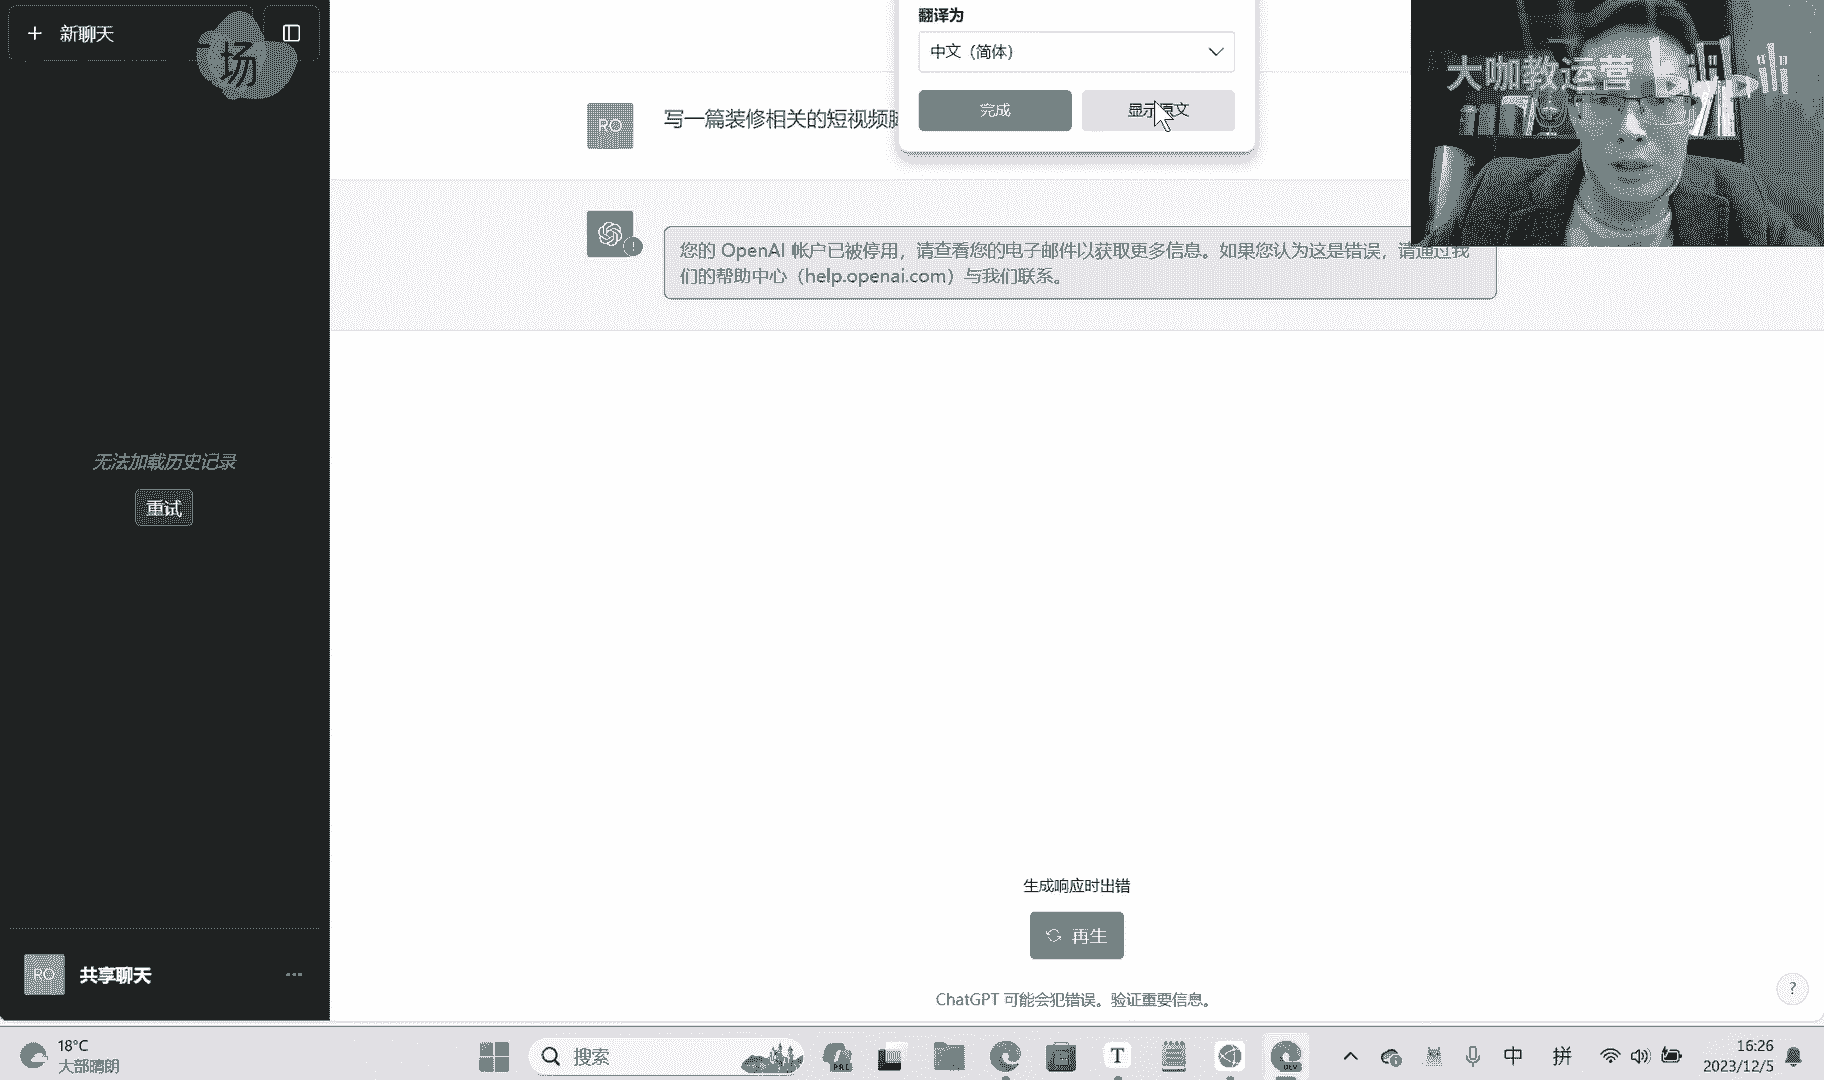 新聊天
场
翻译为
中文（简体）
完成
大咖教运营 bilibili
RO
写一篇装修相关的短视频
您的 OpenAI 帐户已被停用，请查看您的电子邮件以获取更多信息。如果您认为这是错误，请通过我
们的帮助中心（help.openai.com）与我们联系。
无法加载历史记录
重试
生成响应时出错
再生
RO 共享聊天
ChatGPT 可能会犯错误。验证重要信息。
?
18°C
大部晴朗
搜索
PRE
T
DEV
中
拼
16:26
2023/12/5